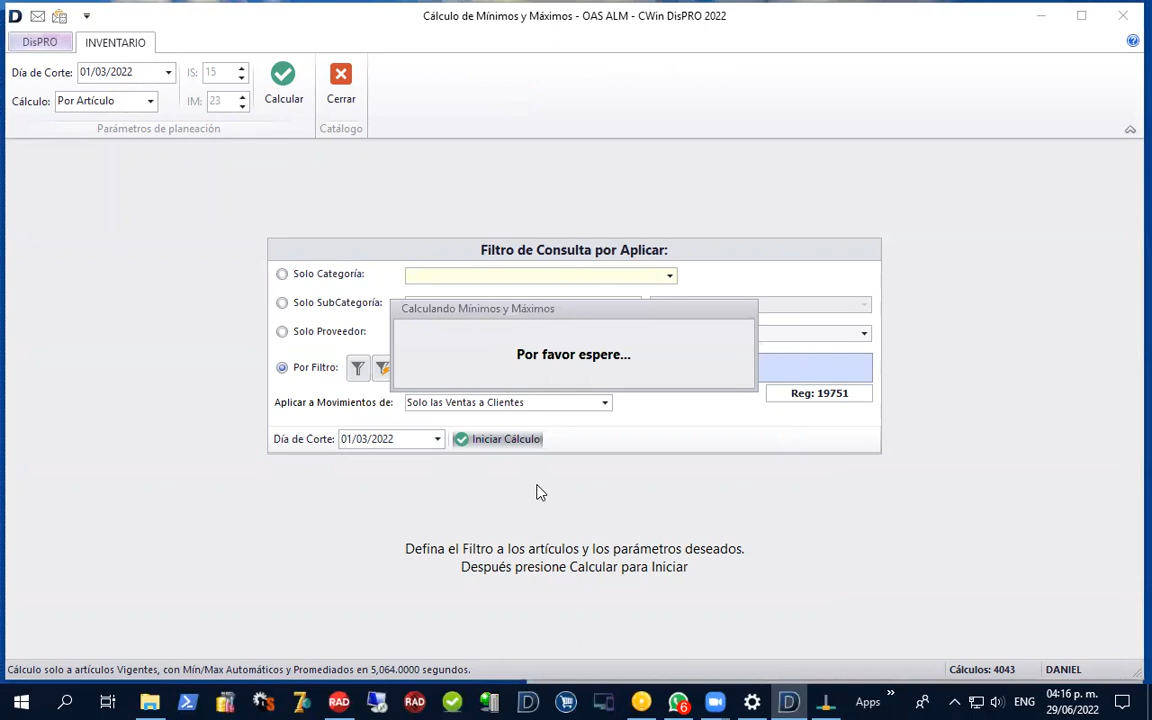 Cálculo de Mínimos y Máximos - OAS ALM - CWin DisPRO 2022
DisPRO
INVENTARIO
Día de Corte: 01/03/2022
IS: 15
Cálculo: Por Artículo
IM: 23
Calcular
Cerrar
Parámetros de planeación
Catálogo
Filtro de Consulta por Aplicar:
Solo Categoría:
Solo SubCategoría:
Solo Proveedor:
Calculando Mínimos y Máximos
Por favor espere...
Por Filtro:
Reg: 19751
Aplicar a Movimientos de: Solo las Ventas a Clientes
Día de Corte: 01/03/2022
Iniciar Cálculo
Defina el Filtro a los artículos y los parámetros deseados.
Después presione Calcular para Iniciar
Cálculo solo a artículos Vigentes, con Mín/Max Automáticos y Promediados en 5,064.0000 segundos.
Cálculos: 4043
DANIEL
RAD
RAD
6
Apps
ENG
04:16 p. m.
29/06/2022